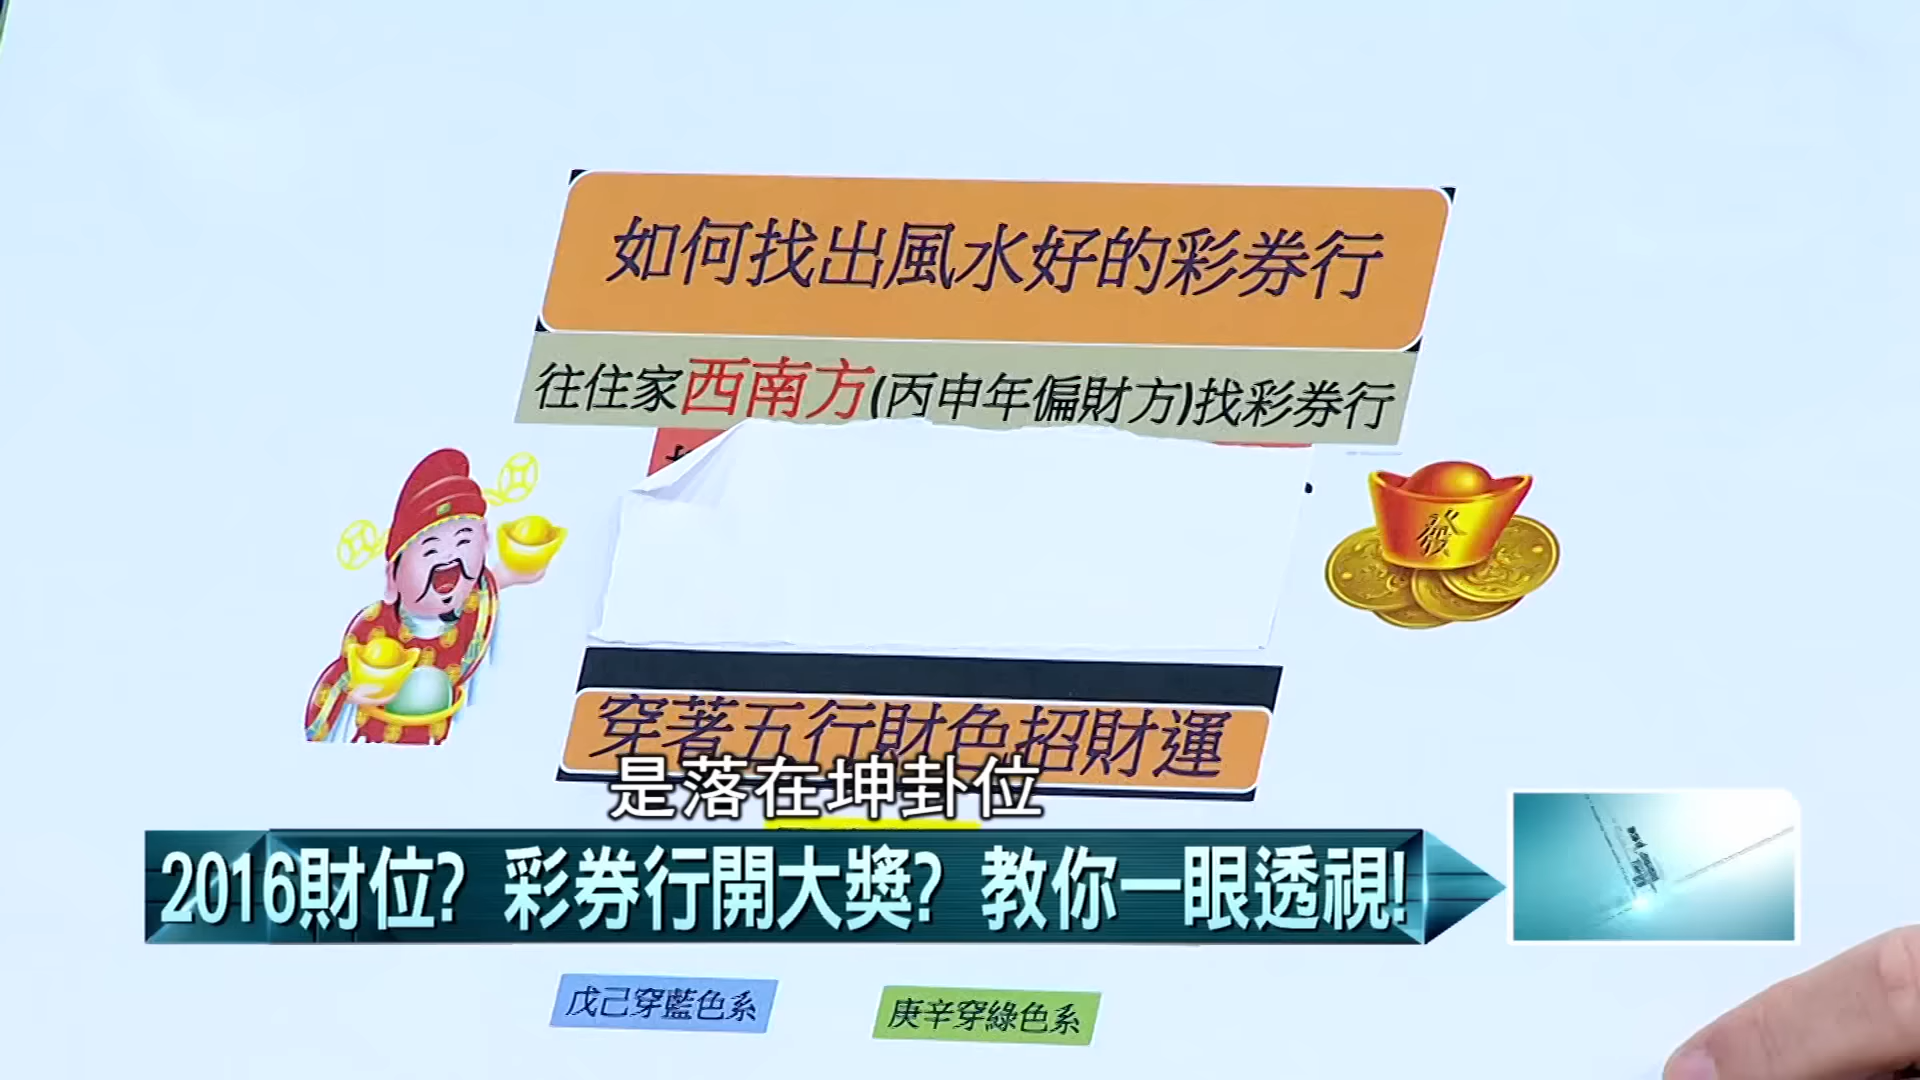 如何找出風水好的彩券行
往住家西南方(丙申年偏財方)找彩券行
發
穿著五行財色招財運
是落在坤卦位
2016財位? 彩券行開大獎? 教你一眼透視!
戊己穿藍色系
庚辛穿綠色系